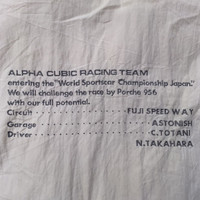 ALPHA CUBIC RACING TEAM
entering the "World Sportscar Championship Japan."
We will challenge the race by Porche 956
with our full potential.
Circuit · · · · · · · · FUJI SPEED WAY
Garage · · · · · · · · · · ASTONISH
Driver · · · · · · · · · · C.TOTANI
N.TAKAHARA